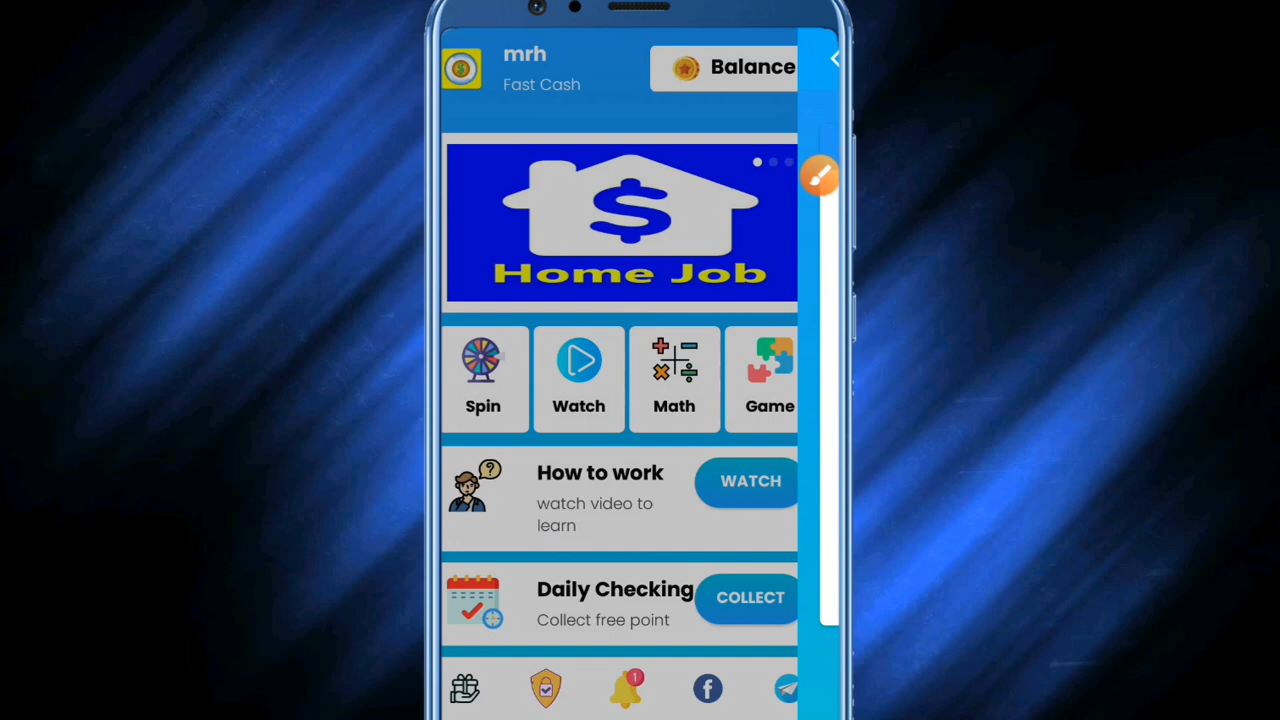 mrh
Fast Cash
Balance
$
Home Job
Spin
Watch
Math
Game
How to work
watch video to
learn
WATCH
Daily Checking
Collect free point
COLLECT
1